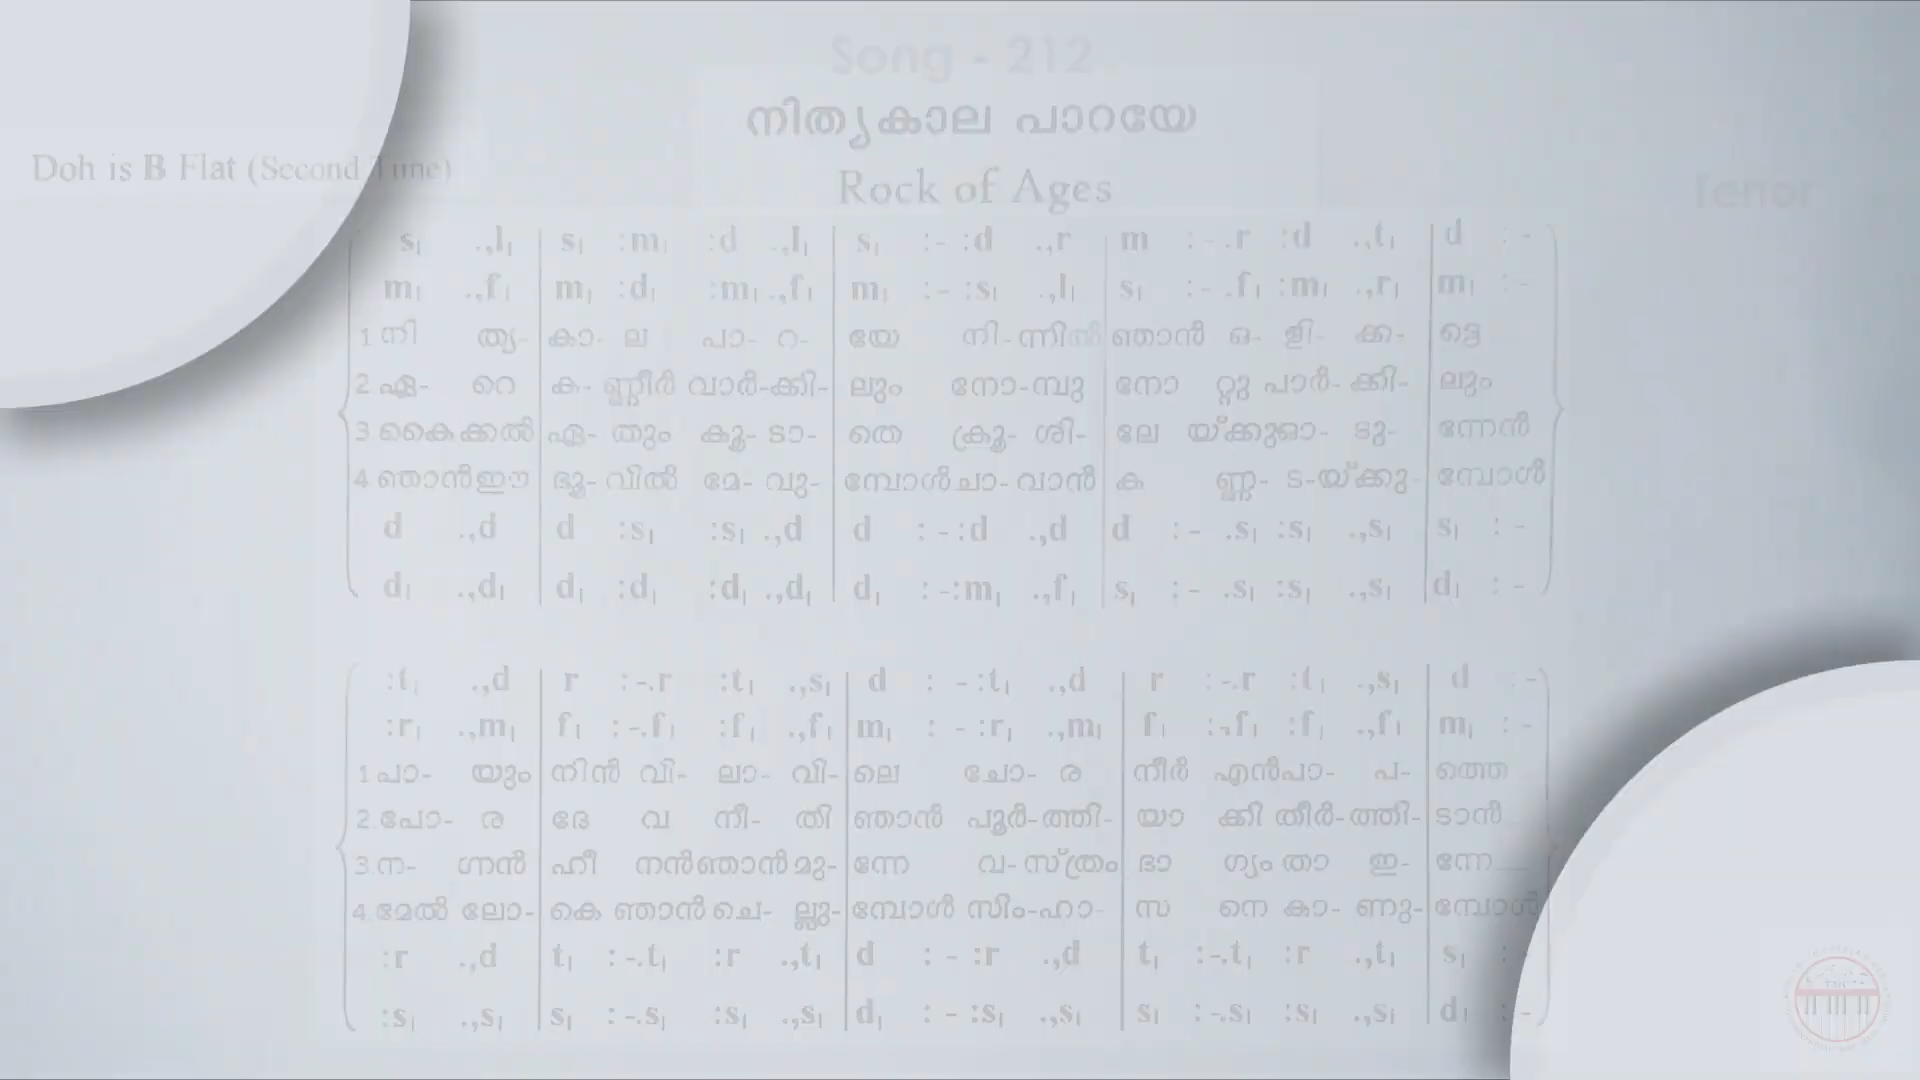 Song - 212
നിത്യകാല പാറയേ
Doh is B Flat (Second Tune)
Rock of Ages
Tenor
s₁ .,l₁ | s₁ :m₁ :d .,l₁ | s₁ :- :d .,r | m :-.r :d .,t₁ | d :-
m₁ .,f₁ | m₁ :d₁ :m₁ .,f₁ | m₁ :- :s₁ .,l₁ | s₁ :- .f₁ :m₁ .,r₁ | m₁ :-
1 നി ത്യ- | കാ- ല പാ- റ- | യേ നി-ന്നിൽ | ഞാൻ ഒ- ളി- ക്ക- | ട്ടെ
2 ഏ- റെ | ക- ണ്ണീർ വാർ-ക്കി- | ലും നോ-മ്പു | നോ റ്റു പാർ- ക്കി- | ലും
3 കൈക്കൽ | ഏ- തും കൂ- ടാ- | തെ ക്രൂ- ശി- | ലേ യ്ക്കുഓ- ടു- | ന്നേൻ
4 ഞാൻഈ | ഭൂ- വിൽ മേ- വു- | മ്പോൾചാ-വാൻ | ക ണ്ണ- ട-യ്ക്കു- | മ്പോൾ
d .,d | d :s₁ :s₁ .,d | d :- :d .,d | d :- .s₁ :s₁ .,s₁ | s₁ :-
d₁ .,d₁ | d₁ :d₁ :d₁ .,d₁ | d₁ :-:m₁ .,f₁ | s₁ :- .s₁ :s₁ .,s₁ | d₁ :-
:t₁ .,d | r :-.r :t₁ .,s₁ | d :- :t₁ .,d | r :-.r :t₁ .,s₁ | d :-
:r₁ .,m₁ | f₁ :-.f₁ :f₁ .,f₁ | m₁ :- :r₁ .,m₁ | f₁ :-.f₁ :f₁ .,f₁ | m₁ :-
1 പാ- യും | നിൻ വി- ലാ- വി- | ലെ ചോ- ര | നീർ എൻപാ- പ- | ത്തെ
2.പോ- ര | ദേ വ നീ- തി | ഞാൻ പൂർ-ത്തി- | യാ ക്കി തീർ-ത്തി- | ടാൻ
3.ന- ഗ്നൻ | ഹീ നൻഞാൻ മു- | ന്നേ വ-സ്ത്രം | ഭാ ഗ്യം താ ഇ- | ന്നേ
4.മേൽ ലോ- | കെ ഞാൻ ചെ- ല്ലു- | മ്പോൾ സിം-ഹാ- | സ നെ കാ- ണു- | മ്പോൾ
:r .,d | t₁ :-.t₁ :r .,t₁ | d :- :r .,d | t₁ :-.t₁ :r .,t₁ | s₁ :
:s₁ .,s₁ | s₁ :-.s₁ :s₁ .,s₁ | d₁ :- :s₁ .,s₁ | s₁ :-.s₁ :s₁ .,s₁ | d₁ :-